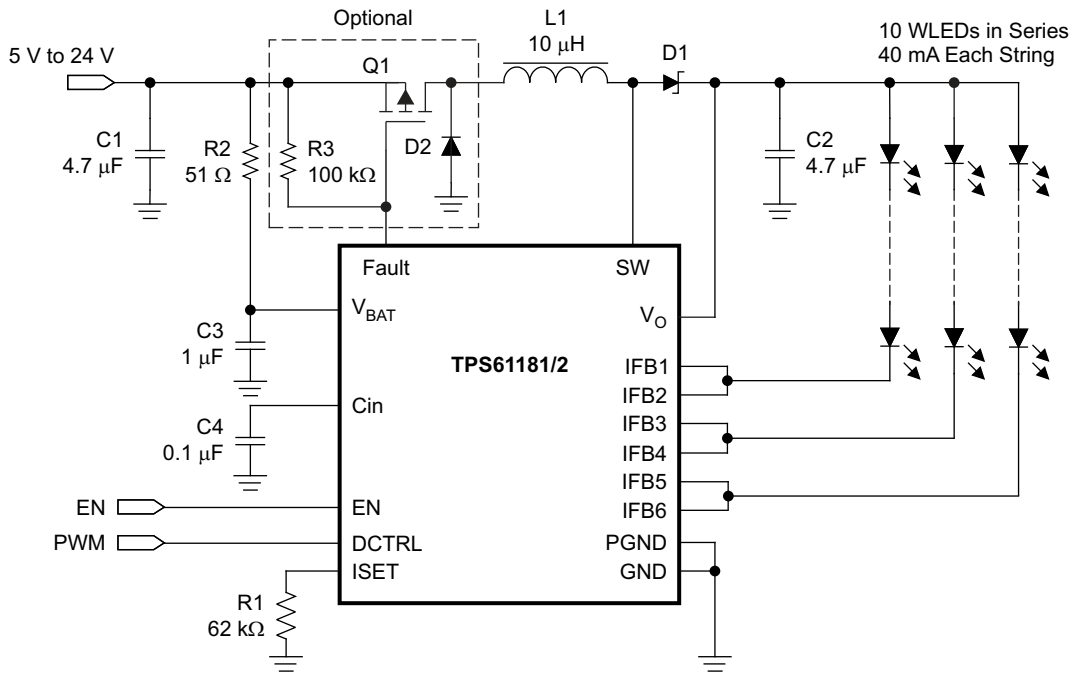 Optional
L1
10 µH
D1
10 WLEDs in Series
40 mA Each String
5 V to 24 V
Q1
C1
4.7 µF
R2
51 Ω
R3
100 kΩ
D2
C2
4.7 µF
Fault
SW
VBAT
VO
C3
1 µF
TPS61181/2
IFB1
IFB2
Cin
IFB3
C4
0.1 µF
IFB4
IFB5
EN
EN
IFB6
PWM
DCTRL
PGND
ISET
GND
R1
62 kΩ